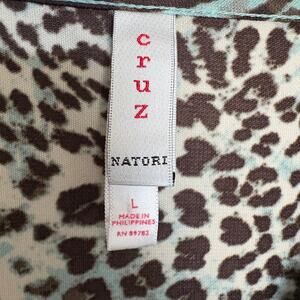 cruz
NATORI
L
MADE IN
PHILIPPINES
RN 89782